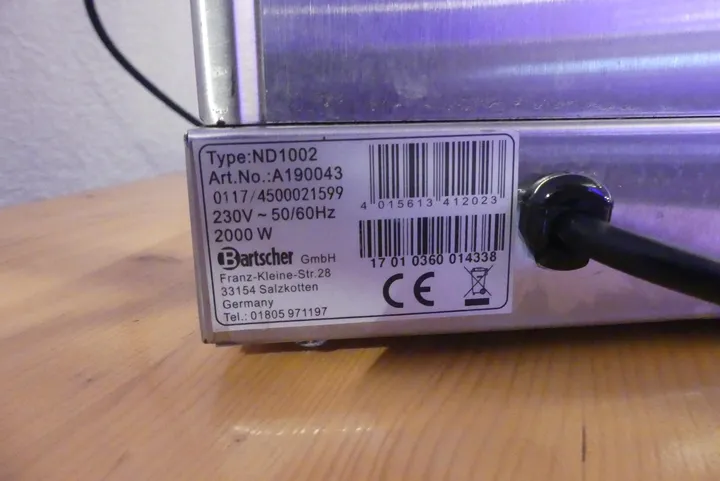 Type:ND1002
Art.No.:A190043
0117/4500021599
230V ~ 50/60Hz
2000 W
Bartscher GmbH
Franz-Kleine-Str.28
33154 Salzkotten
Germany
Tel.: 01805 971197
4 015613 412023
17 01 0360 014338
CE